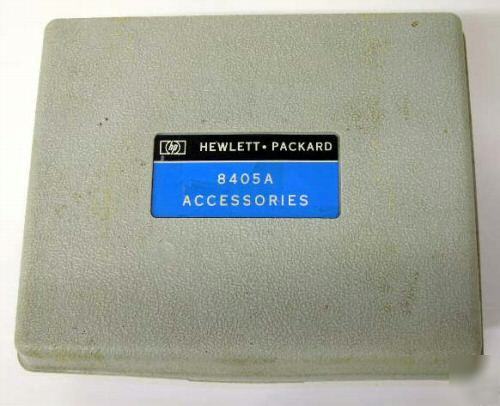 hp HEWLETT • PACKARD
8405A
ACCESSORIES